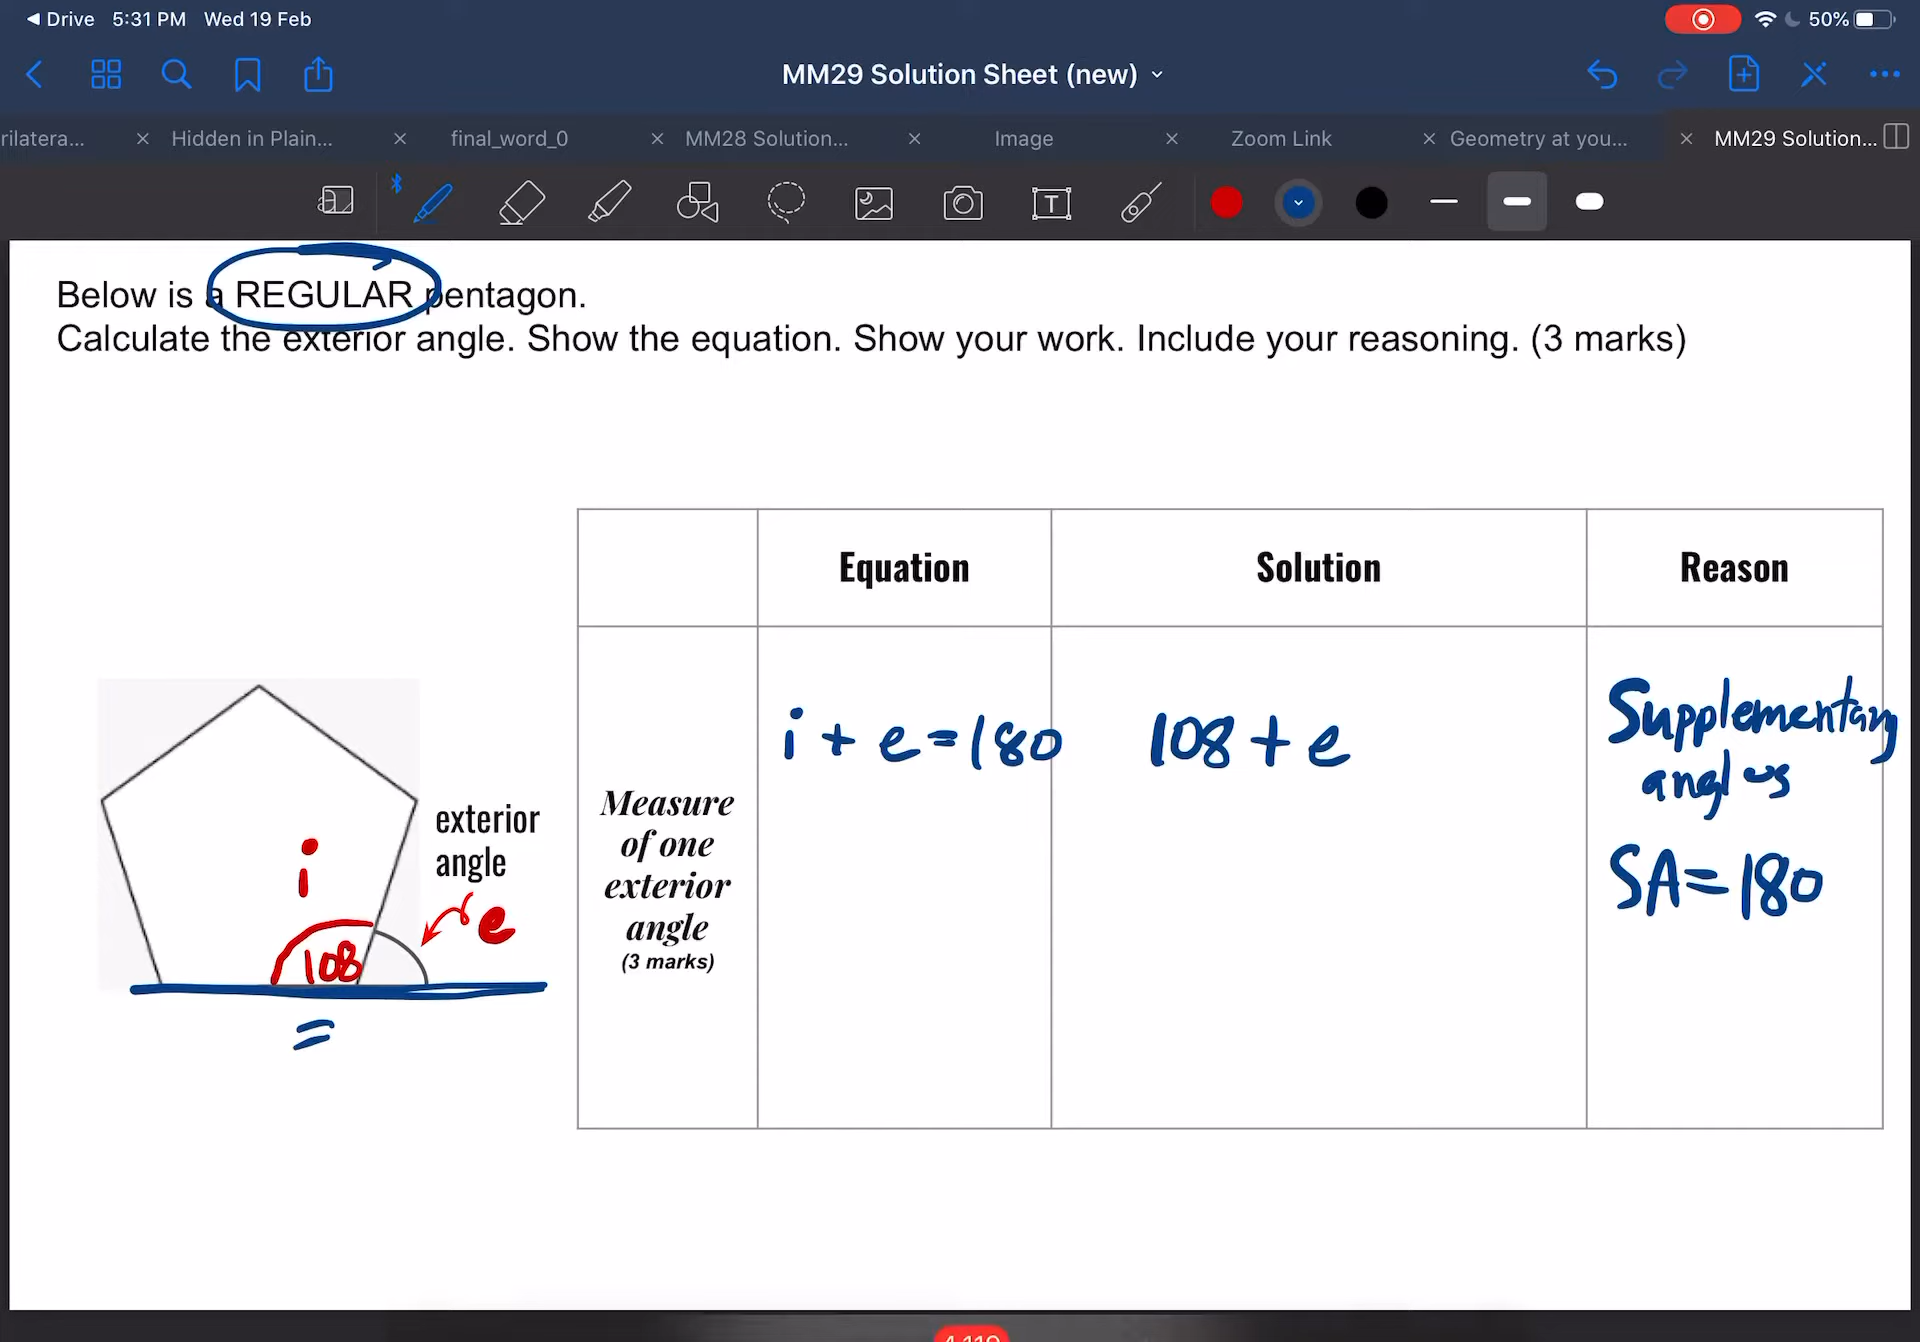 Drive 5:31 PM Wed 19 Feb 50%
MM29 Solution Sheet (new)
rilatera... Hidden in Plain... final_word_0 MM28 Solution... Image Zoom Link Geometry at you... MM29 Solution...
Below is a REGULAR pentagon.
Calculate the exterior angle. Show the equation. Show your work. Include your reasoning. (3 marks)
Equation Solution Reason
exterior
angle
i
e
108
=
Measure
of one
exterior
angle
(3 marks)
i + e = 180
108 + e
Supplementary
angles
SA = 180